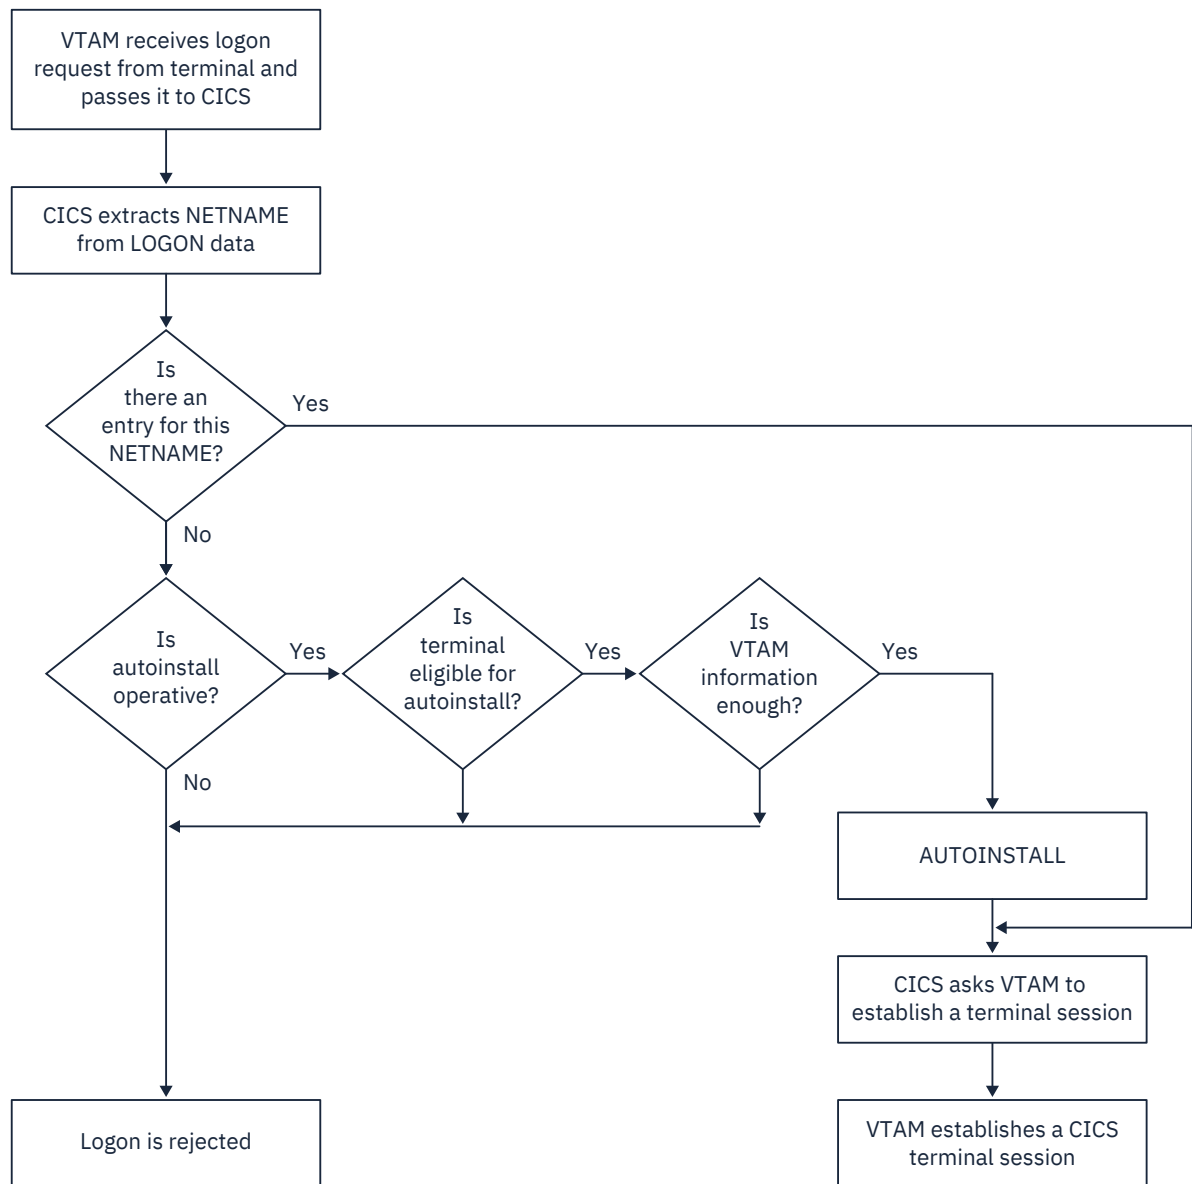 VTAM receives logon
request from terminal and
passes it to CICS
CICS extracts NETNAME
from LOGON data
Is
there an
entry for this
NETNAME?
Yes
No
Is
autoinstall
operative?
Yes
Is
terminal
eligible for
autoinstall?
Yes
Is
VTAM
information
enough?
Yes
No
AUTOINSTALL
CICS asks VTAM to
establish a terminal session
Logon is rejected
VTAM establishes a CICS
terminal session